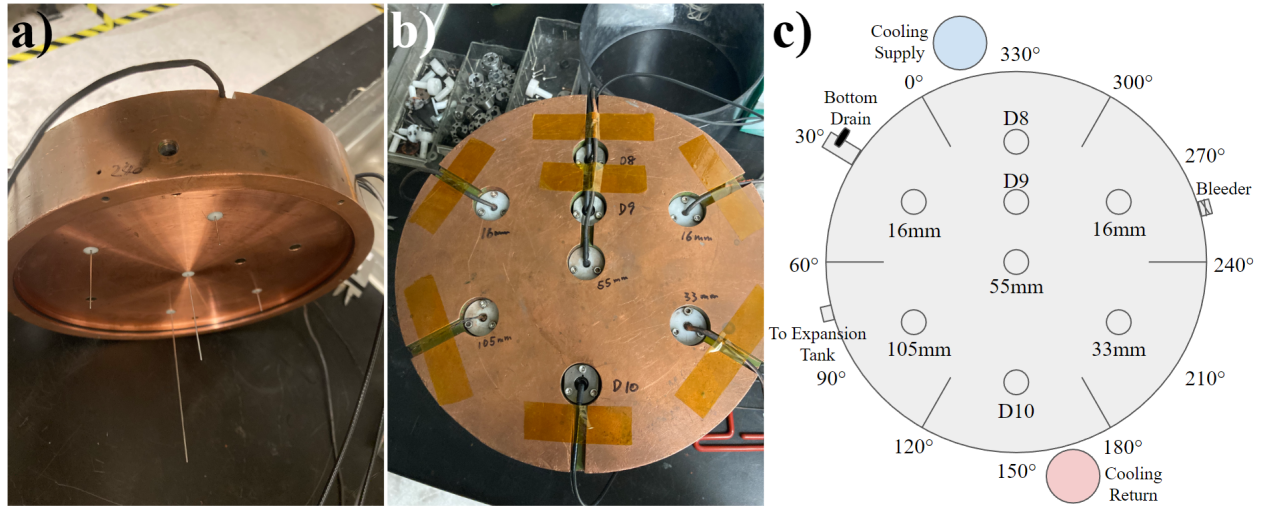 a)
. 240
b)
D8
D9
16mm
16mm
55mm
33mm
105mm
D10
c)
Cooling
Supply
330°
0°
300°
Bottom
Drain
D8
30°
270°
D9
Bleeder
16mm
16mm
60°
240°
55mm
To Expansion
Tank
105mm
33mm
90°
210°
D10
120°
180°
150°
Cooling
Return